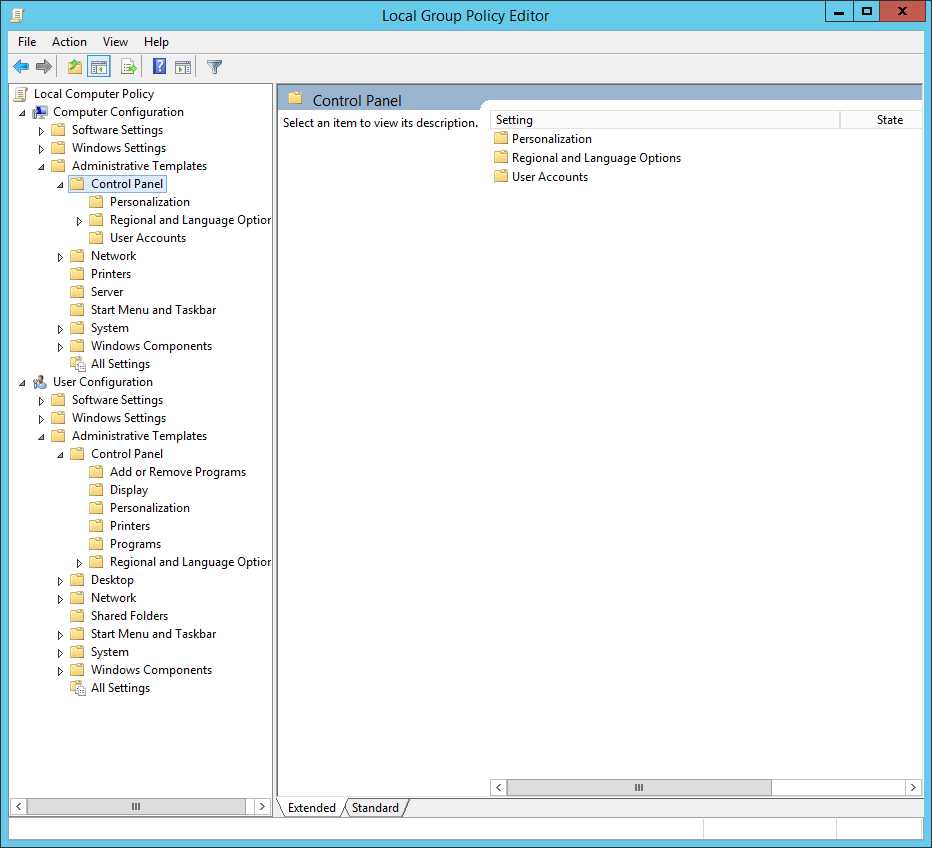 Local Group Policy Editor
File Action View Help
Local Computer Policy
Computer Configuration
Software Settings
Windows Settings
Administrative Templates
Control Panel
Personalization
Regional and Language Option
User Accounts
Network
Printers
Server
Start Menu and Taskbar
System
Windows Components
All Settings
User Configuration
Software Settings
Windows Settings
Administrative Templates
Control Panel
Add or Remove Programs
Display
Personalization
Printers
Programs
Regional and Language Option
Desktop
Network
Shared Folders
Start Menu and Taskbar
System
Windows Components
All Settings
Control Panel
Select an item to view its description.
Setting State
Personalization
Regional and Language Options
User Accounts
Extended Standard